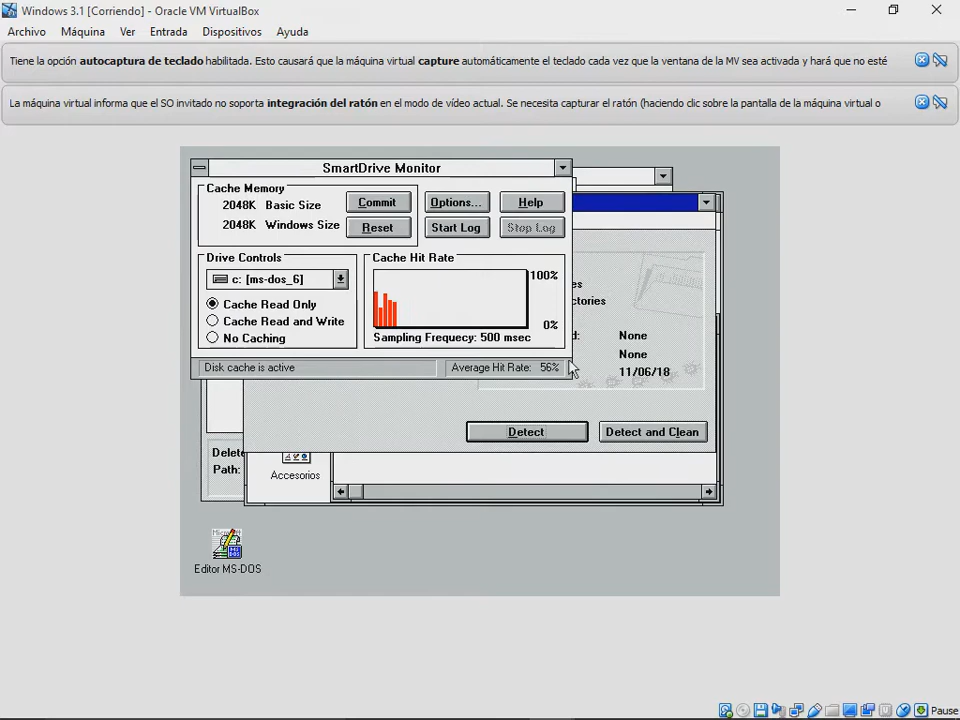 Windows 3.1 [Corriendo] - Oracle VM VirtualBox
Archivo Máquina Ver Entrada Dispositivos Ayuda
Tiene la opción autocaptura de teclado habilitada. Esto causará que la máquina virtual capture automáticamente el teclado cada vez que la ventana de la MV sea activada y hará que no esté
La máquina virtual informa que el SO invitado no soporta integración del ratón en el modo de vídeo actual. Se necesita capturar el ratón (haciendo clic sobre la pantalla de la máquina virtual o
SmartDrive Monitor
Cache Memory
2048K Basic Size
2048K Windows Size
Commit
Reset
Options...
Help
Start Log
Stop Log
Drive Controls
c: [ms-dos_6]
Cache Read Only
Cache Read and Write
No Caching
Cache Hit Rate
100%
0%
Sampling Frequecy: 500 msec
Disk cache is active
Average Hit Rate: 56%
es
ctories
d: None
None
11/06/18
Detect
Detect and Clean
Delete
Path:
Accesorios
Editor MS-DOS
Pause